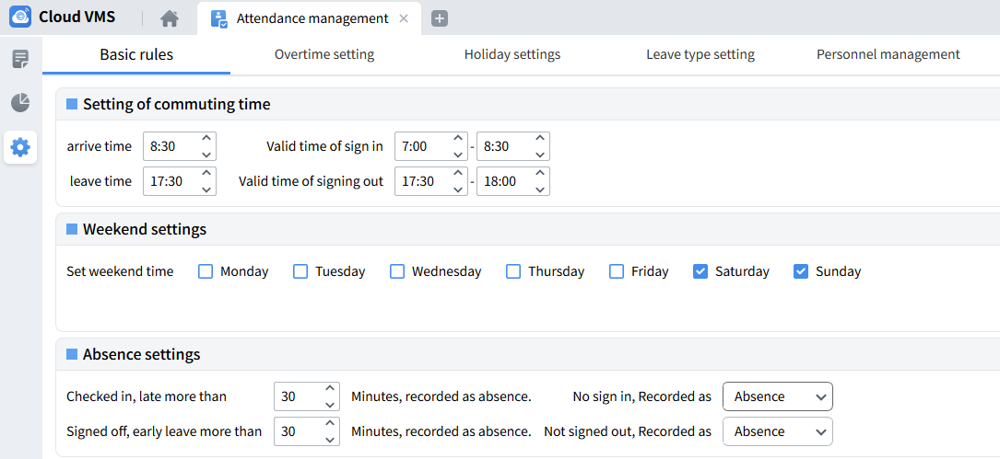 Cloud VMS
Attendance management
Basic rules Overtime setting Holiday settings Leave type setting Personnel management
Setting of commuting time
arrive time 8:30 Valid time of sign in 7:00 - 8:30
leave time 17:30 Valid time of signing out 17:30 - 18:00
Weekend settings
Set weekend time Monday Tuesday Wednesday Thursday Friday Saturday Sunday
Absence settings
Checked in, late more than 30 Minutes, recorded as absence. No sign in, Recorded as Absence
Signed off, early leave more than 30 Minutes, recorded as absence. Not signed out, Recorded as Absence